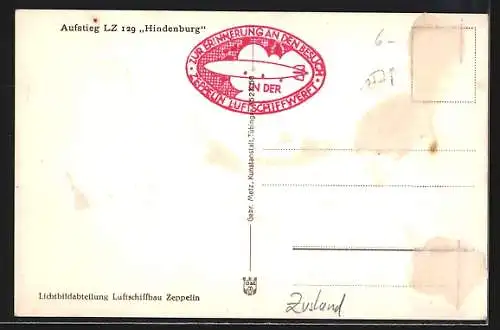 Aufstieg LZ 129 „Hindenburg"
ZUR ERINNERUNG AN DEN BESUCH
IN DER
ZEPPELIN LUFTSCHIFFWERFT
6-
Gebr. Metz, Kunstanstalt, Tübingen
Lichtbildabteilung Luftschiffbau Zeppelin
Zustand